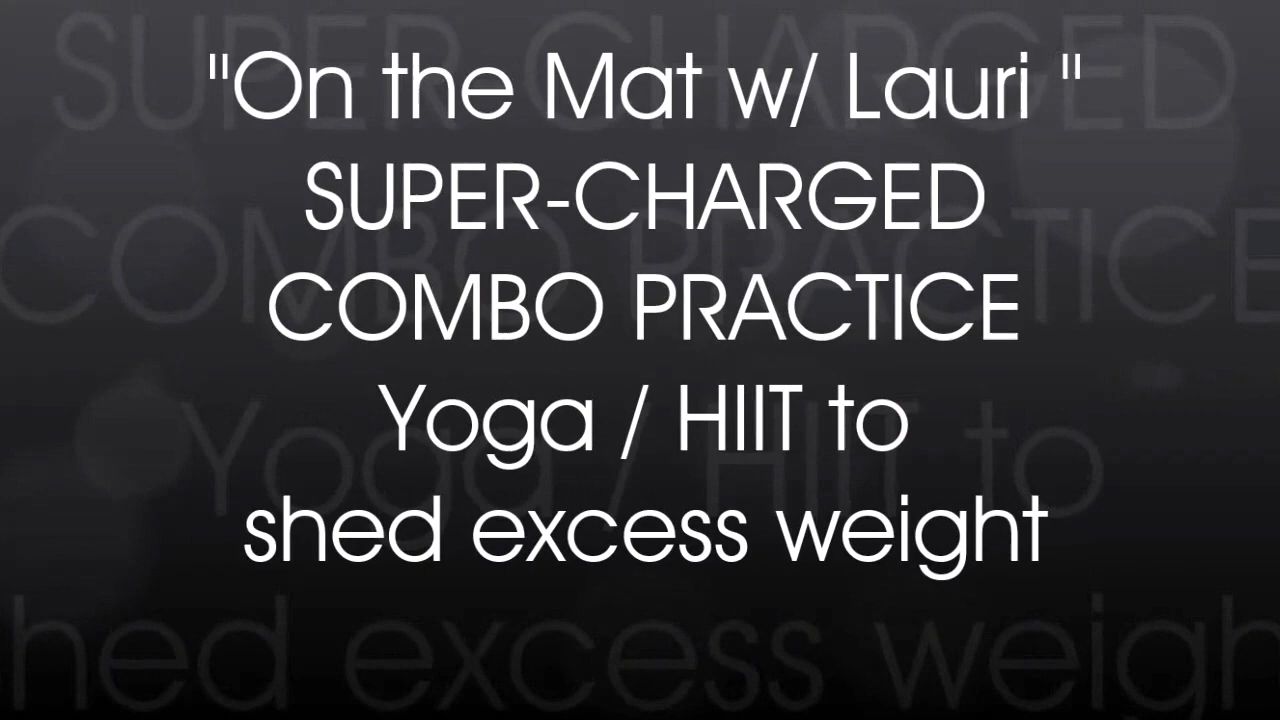 "On the Mat w/ Lauri "
SUPER-CHARGED
COMBO PRACTICE
Yoga / HIIT to
shed excess weight